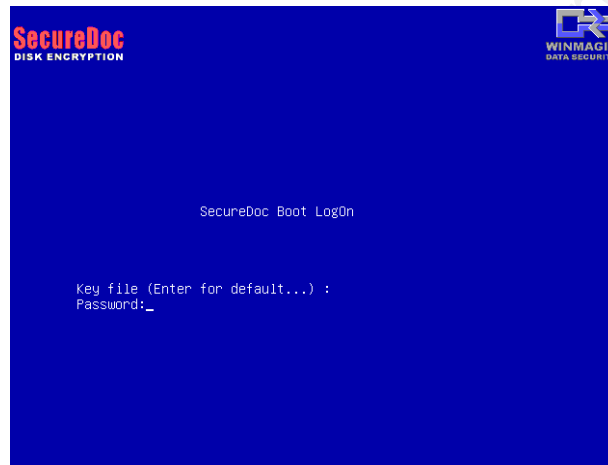 SecureDoc
DISK ENCRYPTION
WINMAGI
DATA SECURIT
SecureDoc Boot LogOn
Key file (Enter for default...) :
Password:_